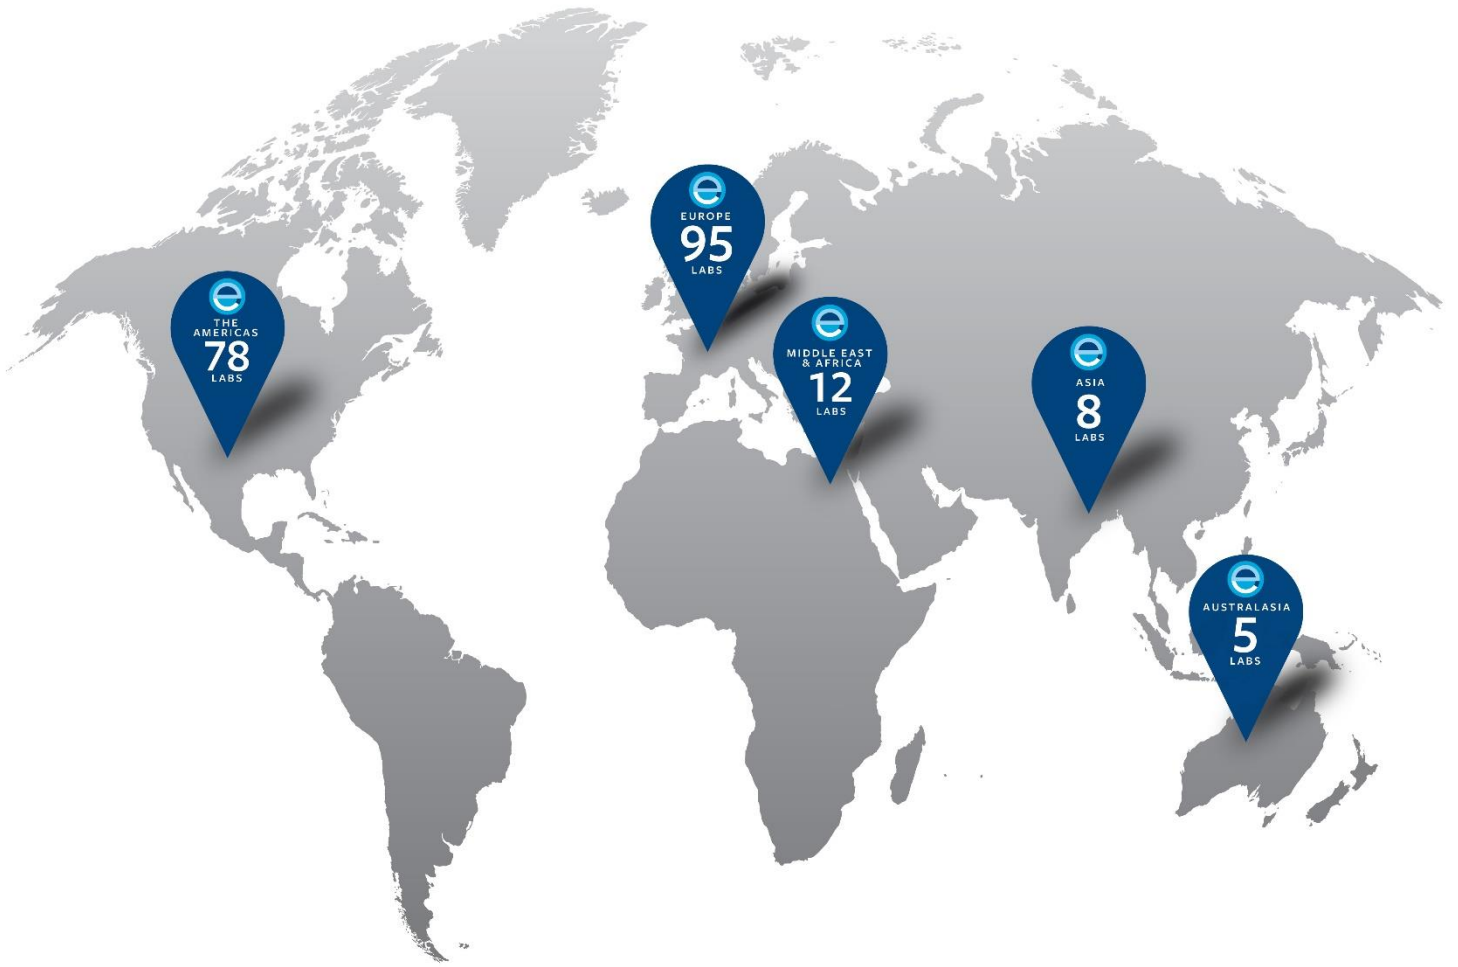 EUROPE
95
LABS
THE
AMERICAS
78
LABS
MIDDLE EAST
& AFRICA
12
LABS
ASIA
8
LABS
AUSTRALASIA
5
LABS